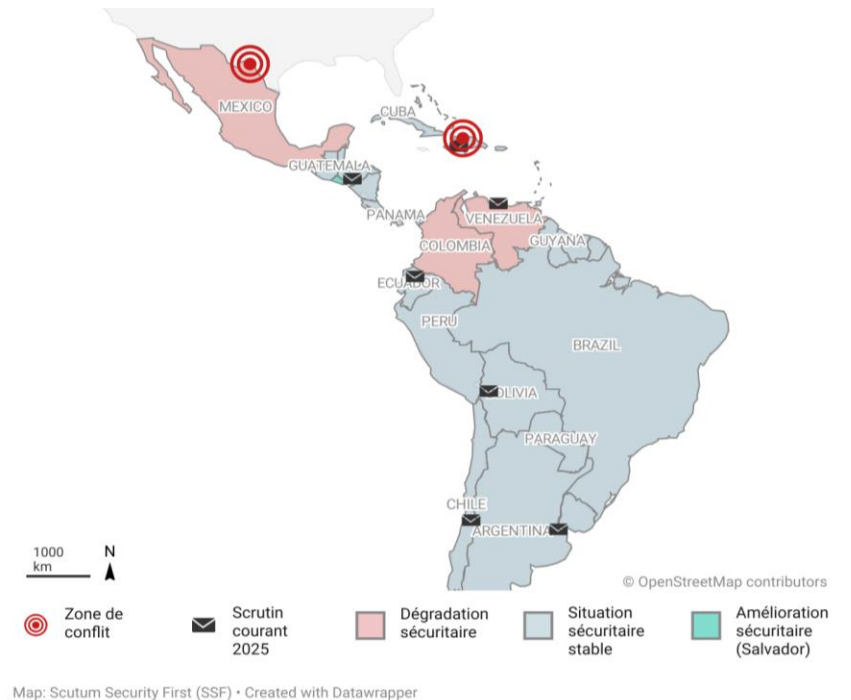 CUBA
MEXICO
GUATEMALA
PANAMA
VENEZUELA
GUYANA
COLOMBIA
ECUADOR
PERU
BRAZIL
BOLIVIA
PARAGUAY
CHILE
ARGENTINA
1000
km
N
© OpenStreetMap contributors
Zone de
conflit
Scrutin
courant
2025
Dégradation
sécuritaire
Situation
sécuritaire
stable
Amélioration
sécuritaire
(Salvador)
Map: Scutum Security First (SSF) • Created with Datawrapper